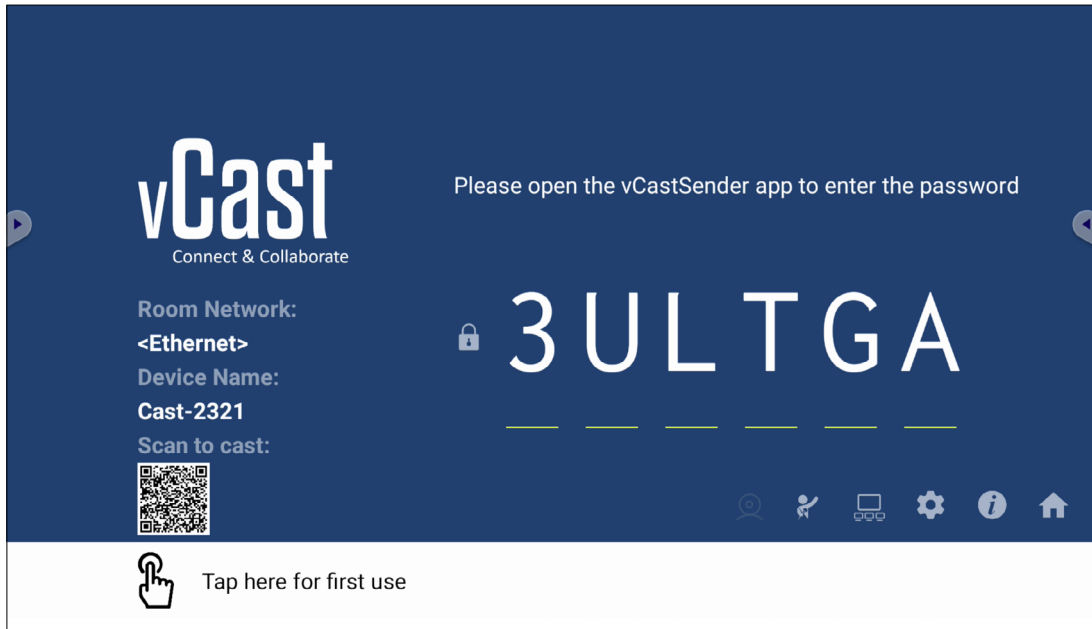 vCast
Connect & Collaborate
Please open the vCastSender app to enter the password
Room Network:
<Ethernet>
Device Name:
Cast-2321
Scan to cast:
3ULTGA
i
Tap here for first use